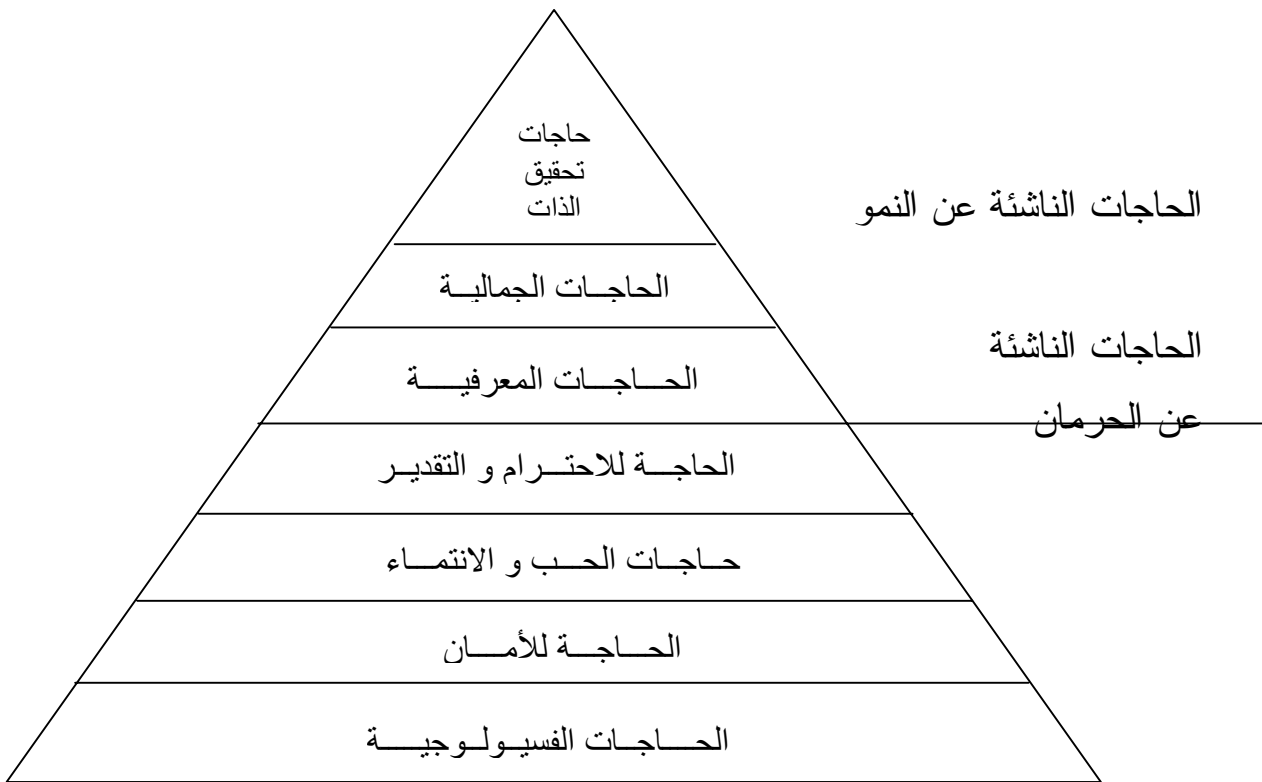 حاجات
تحقيق
الذات
الحاجات الناشئة عن النمو
الحاجات الجمالية
الحاجات الناشئة
عن الحرمان
الحاجات المعرفية
الحاجة للاحترام و التقدير
حاجات الحب و الانتماء
الحاجة للأمان
الحاجات الفسيولوجية